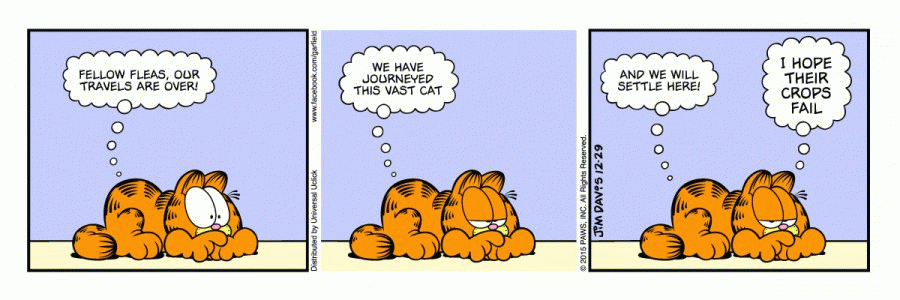 FELLOW FLEAS, OUR
TRAVELS ARE OVER!
www.facebook.com/garfield
Distributed by Universal Uclick
WE HAVE
JOURNEYED
THIS VAST CAT
© 2015 PAWS, INC. All Rights Reserved.
JIM DAVIS 12-29
AND WE WILL
SETTLE HERE!
I HOPE
THEIR
CROPS
FAIL